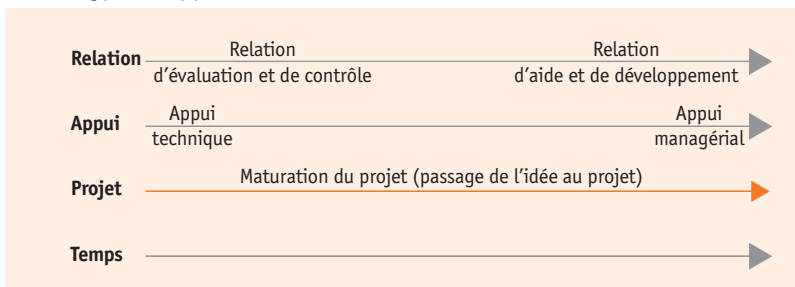 Relation Relation Relation
d'évaluation et de contrôle d'aide et de développement
Appui Appui Appui
technique managérial
Projet Maturation du projet (passage de l'idée au projet)
Temps